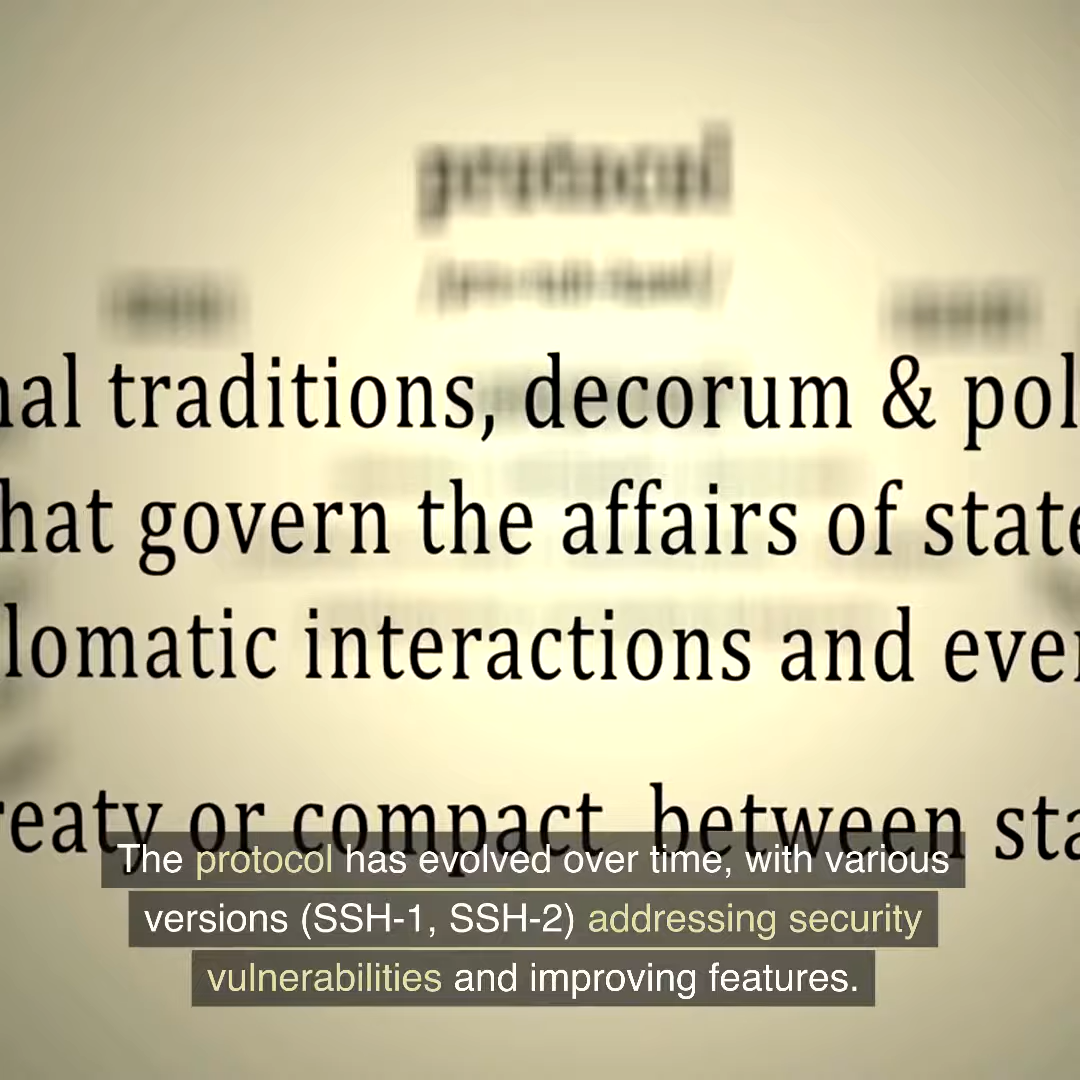 protocol
nal traditions, decorum & pol
hat govern the affairs of state
lomatic interactions and even
reaty or compact between sta
The protocol has evolved over time, with various
versions (SSH-1, SSH-2) addressing security
vulnerabilities and improving features.